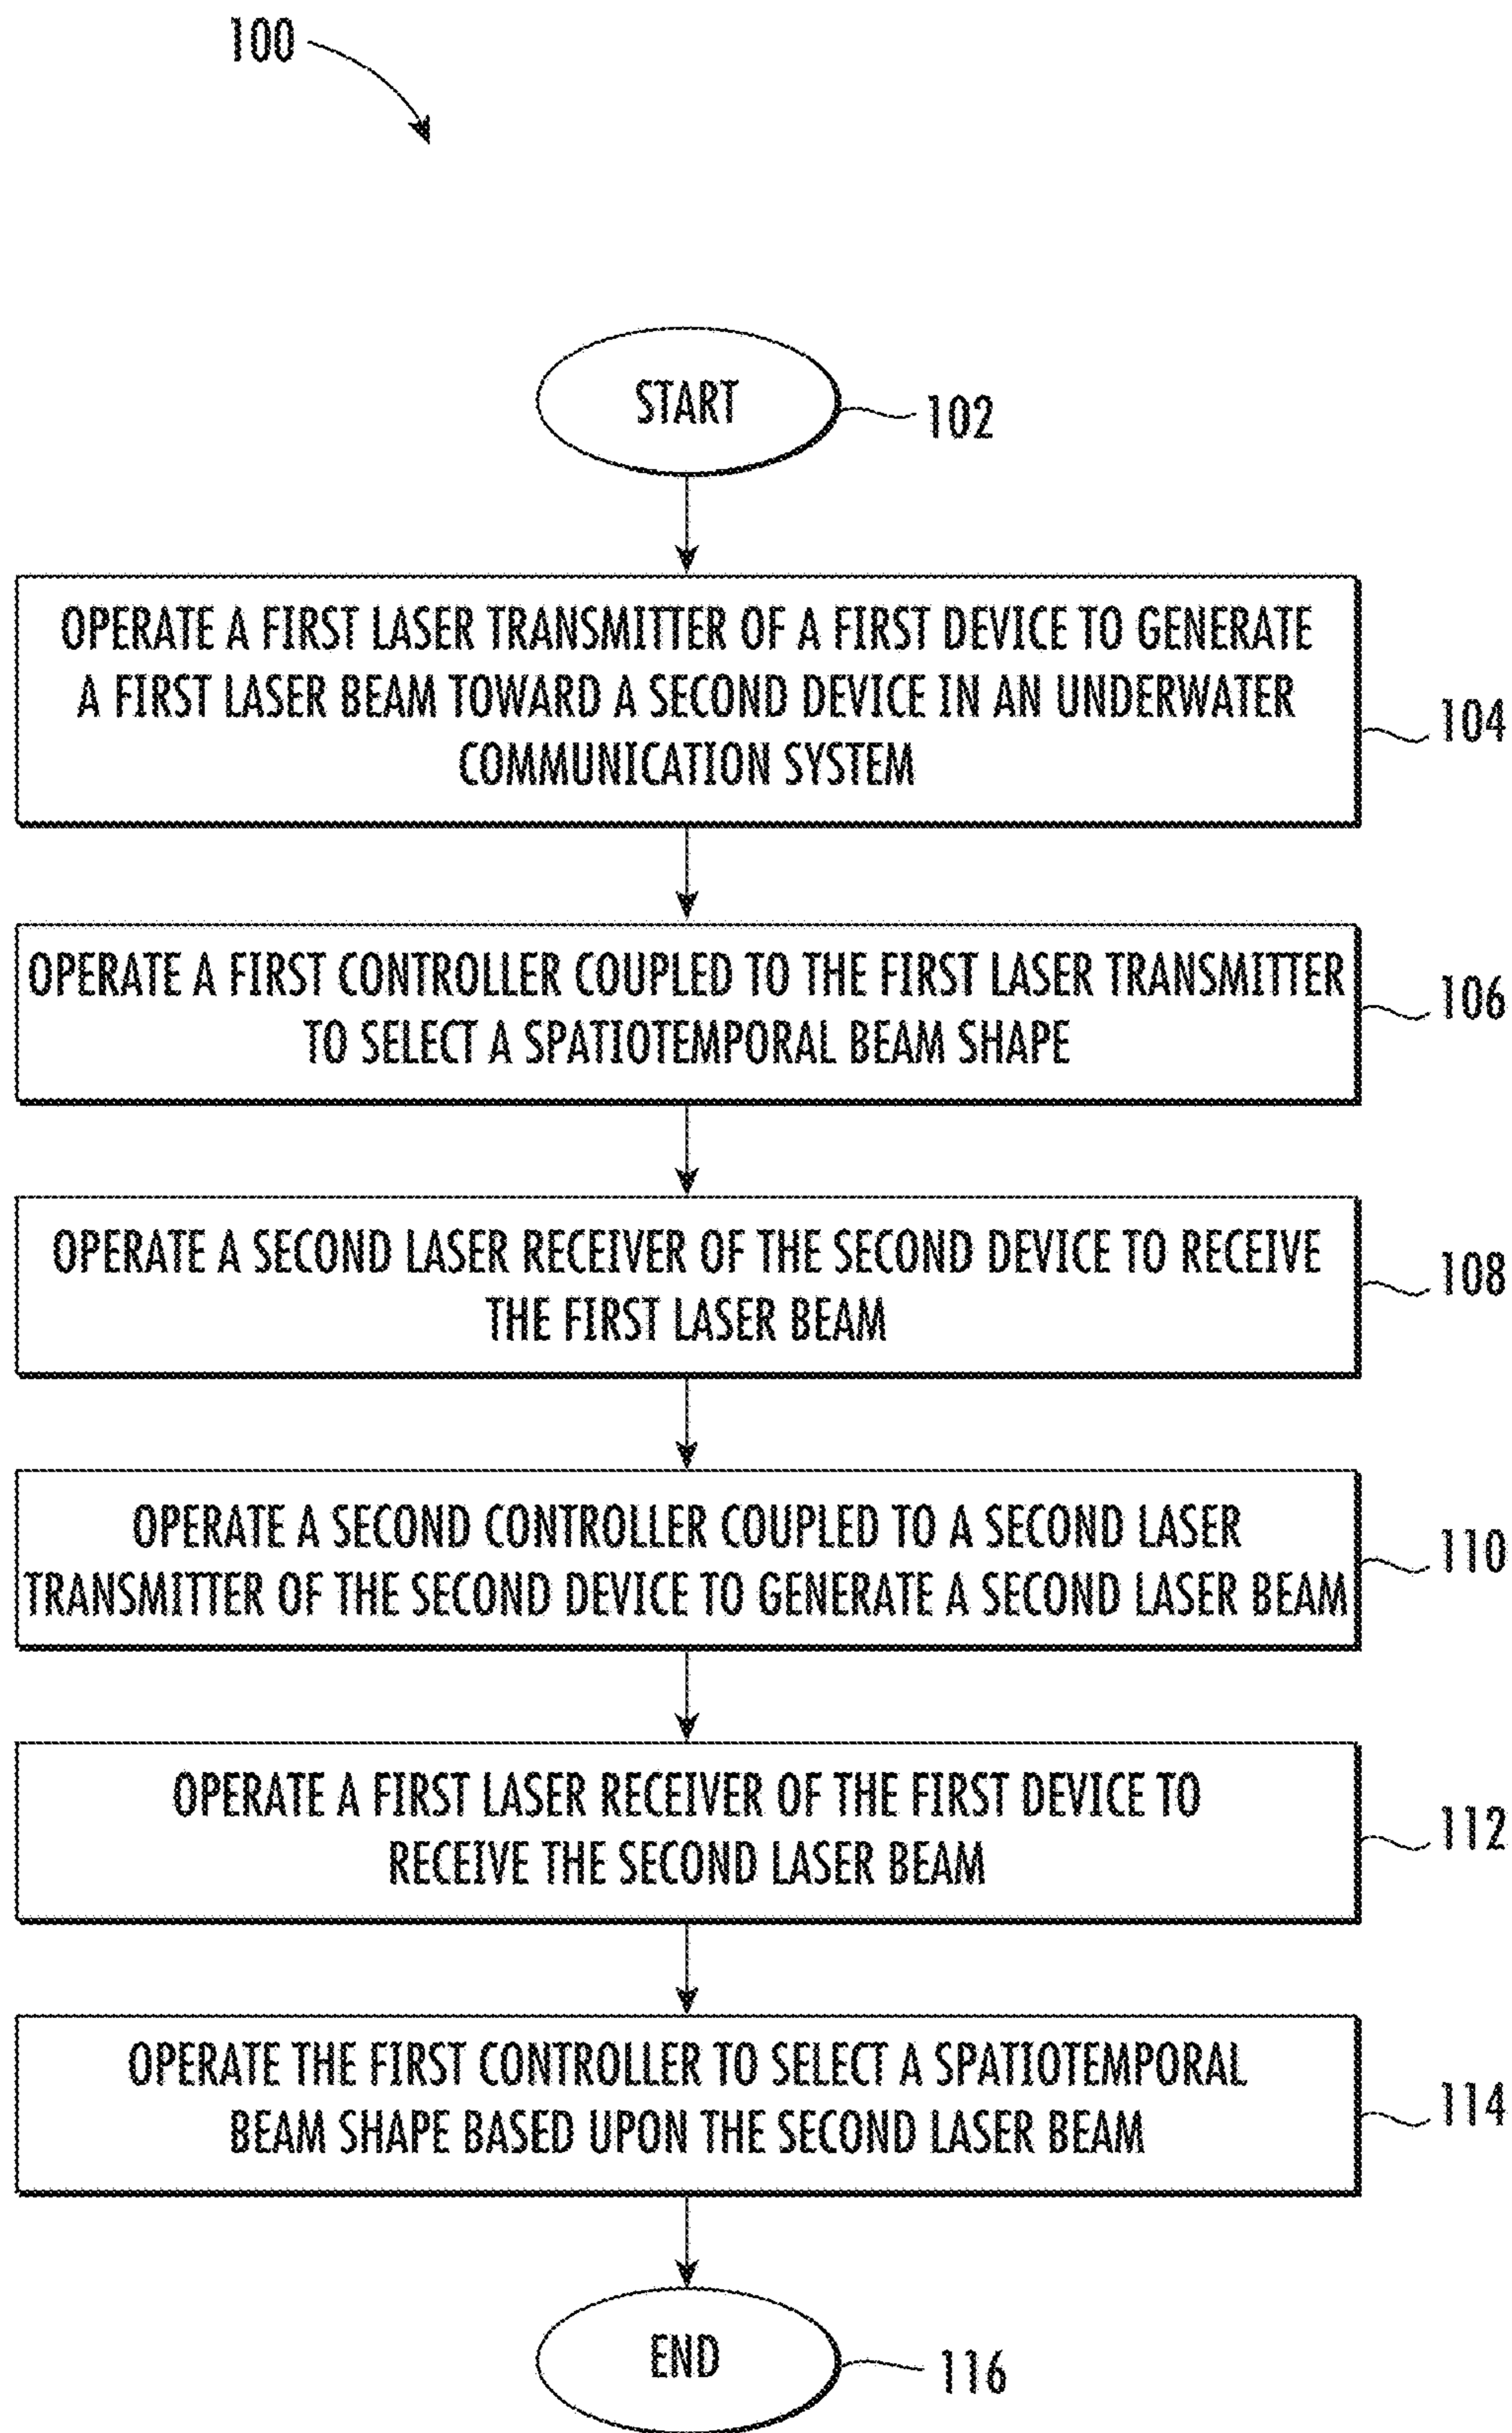 100
START
102
OPERATE A FIRST LASER TRANSMITTER OF A FIRST DEVICE TO GENERATE
A FIRST LASER BEAM TOWARD A SECOND DEVICE IN AN UNDERWATER
COMMUNICATION SYSTEM
104
OPERATE A FIRST CONTROLLER COUPLED TO THE FIRST LASER TRANSMITTER
TO SELECT A SPATIOTEMPORAL BEAM SHAPE
106
OPERATE A SECOND LASER RECEIVER OF THE SECOND DEVICE TO RECEIVE
THE FIRST LASER BEAM
108
OPERATE A SECOND CONTROLLER COUPLED TO A SECOND LASER
TRANSMITTER OF THE SECOND DEVICE TO GENERATE A SECOND LASER BEAM
110
OPERATE A FIRST LASER RECEIVER OF THE FIRST DEVICE TO
RECEIVE THE SECOND LASER BEAM
112
OPERATE THE FIRST CONTROLLER TO SELECT A SPATIOTEMPORAL
BEAM SHAPE BASED UPON THE SECOND LASER BEAM
114
END
116